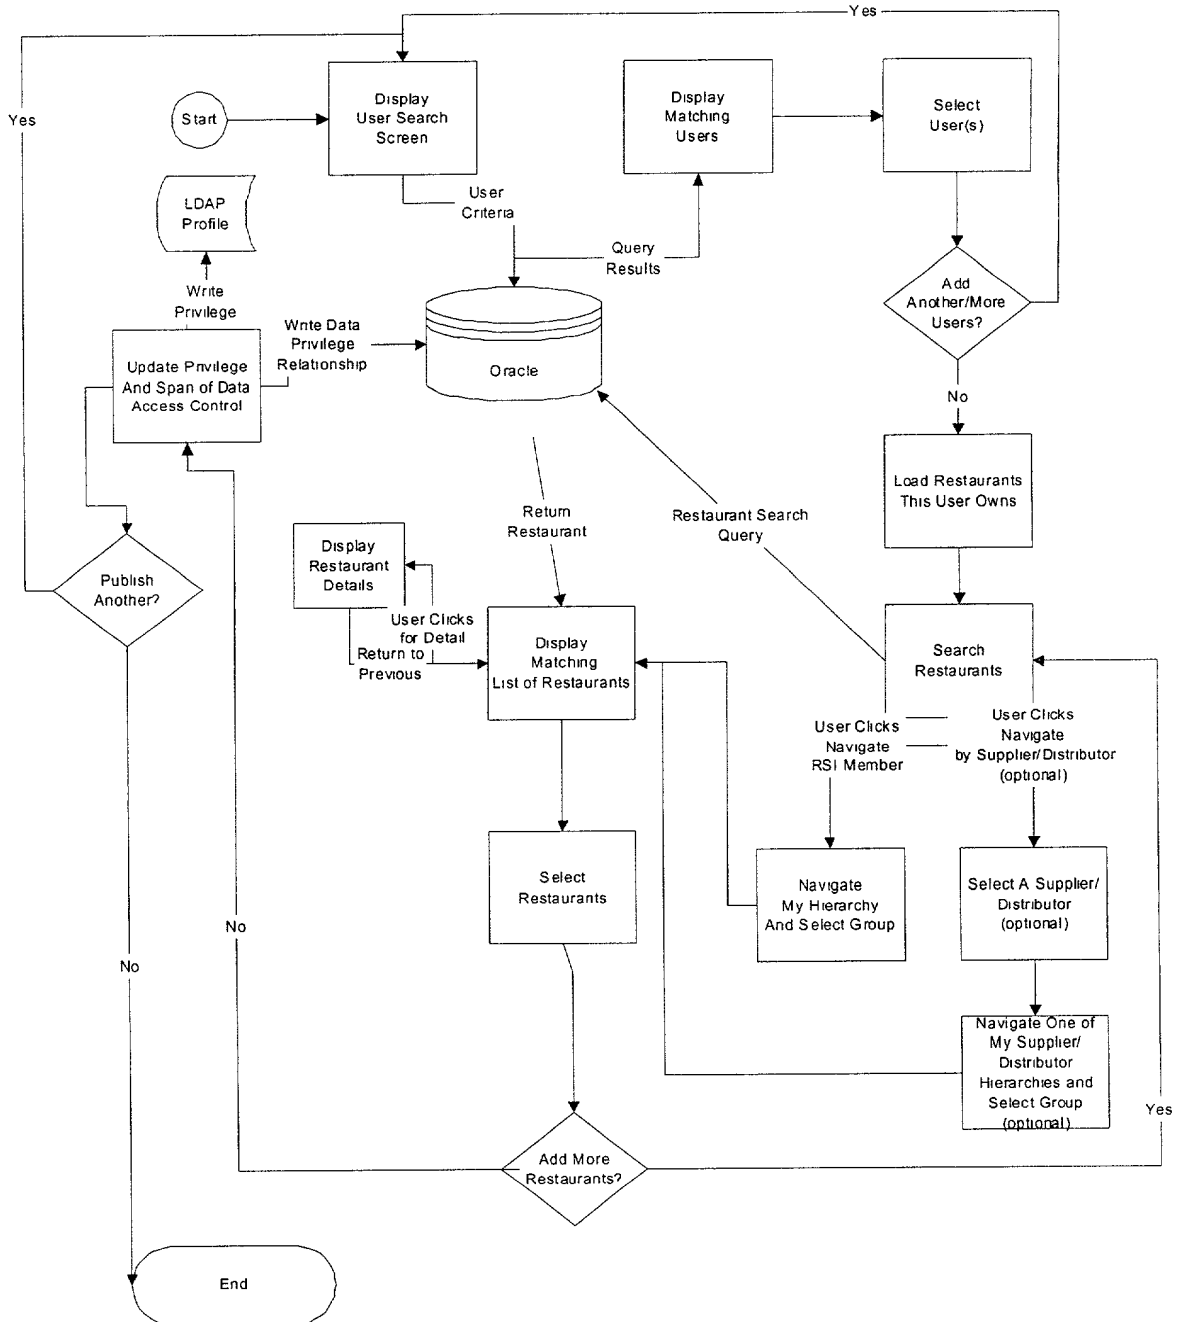 Yes
Yes
Start
Display
User Search
Screen
Display
Matching
Users
Select
User(s)
LDAP
Profile
User
Criteria
Query
Results
Add
Another/More
Users?
Write
Privilege
Write Data
Privilege
Relationship
Update Privilege
And Span of Data
Access Control
Oracle
No
Load Restaurants
This User Owns
Return
Restaurant
Restaurant Search
Query
Display
Restaurant
Details
Publish
Another?
User Clicks
for Detail
Return to
Previous
Display
Matching
List of Restaurants
Search
Restaurants
User Clicks
Navigate
RSI Member
User Clicks
Navigate
by Supplier/Distributor
(optional)
Select
Restaurants
Navigate
My Hierarchy
And Select Group
Select A Supplier/
Distributor
(optional)
No
No
Navigate One of
My Supplier/
Distributor
Hierarchies and
Select Group
(optional)
Yes
Add More
Restaurants?
End